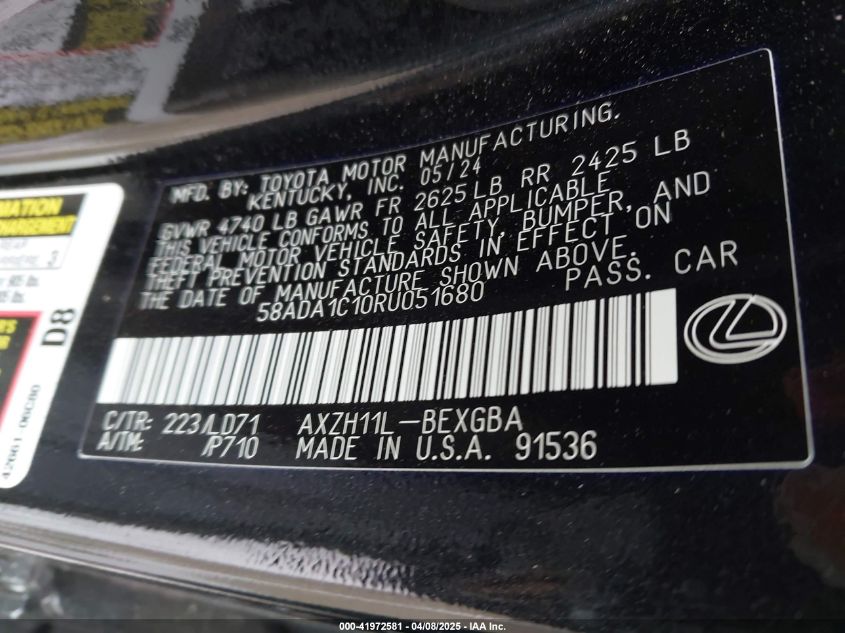 MFD. BY: TOYOTA MOTOR MANUFACTURING.
KENTUCKY, INC. 05/24
GVWR 4740 LB GAWR FR 2625 LB RR 2425 LB
THIS VEHICLE CONFORMS TO ALL APPLICABLE
FEDERAL MOTOR VEHICLE SAFETY, BUMPER, AND
THEFT PREVENTION STANDARDS IN EFFECT ON
THE DATE OF MANUFACTURE SHOWN ABOVE.
58ADA1C10RU051680 PASS. CAR
C/TR: 223/LD71 AXZH11L-BEXGBA
A/TM: /P710 MADE IN U.S.A. 91536
D8
42661 06C80
000-41972581 | 04/08/2025 | IAA Inc.